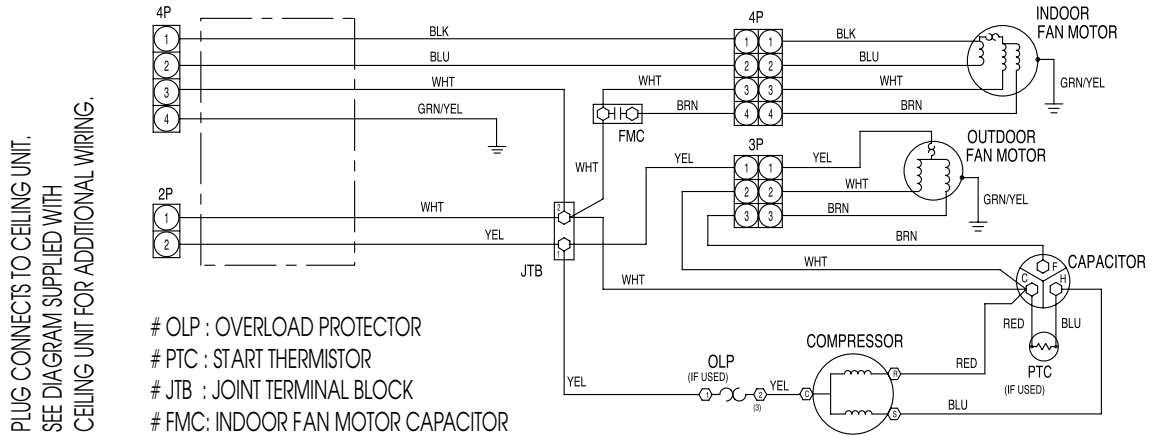 PLUG CONNECTS TO CEILING UNIT.
SEE DIAGRAM SUPPLIED WITH
CEILING UNIT FOR ADDITIONAL WIRING.
4P
1
2
3
4
BLK
BLU
WHT
GRN/YEL
2P
1
2
WHT
YEL
2
1
JTB
WHT
BRN
FMC
WHT
YEL
4P
1 1
2 2
3 3
4 4
BLK
BLU
WHT
BRN
INDOOR
FAN MOTOR
GRN/YEL
3P
1 1
2 2
3 3
YEL
WHT
BRN
OUTDOOR
FAN MOTOR
GRN/YEL
BRN
WHT
WHT
CAPACITOR
F
C
H
RED
BLU
PTC
(IF USED)
COMPRESSOR
C
R
S
RED
BLU
OLP
(IF USED)
1
2
(3)
YEL
YEL
# OLP : OVERLOAD PROTECTOR
# PTC : START THERMISTOR
# JTB : JOINT TERMINAL BLOCK
# FMC: INDOOR FAN MOTOR CAPACITOR